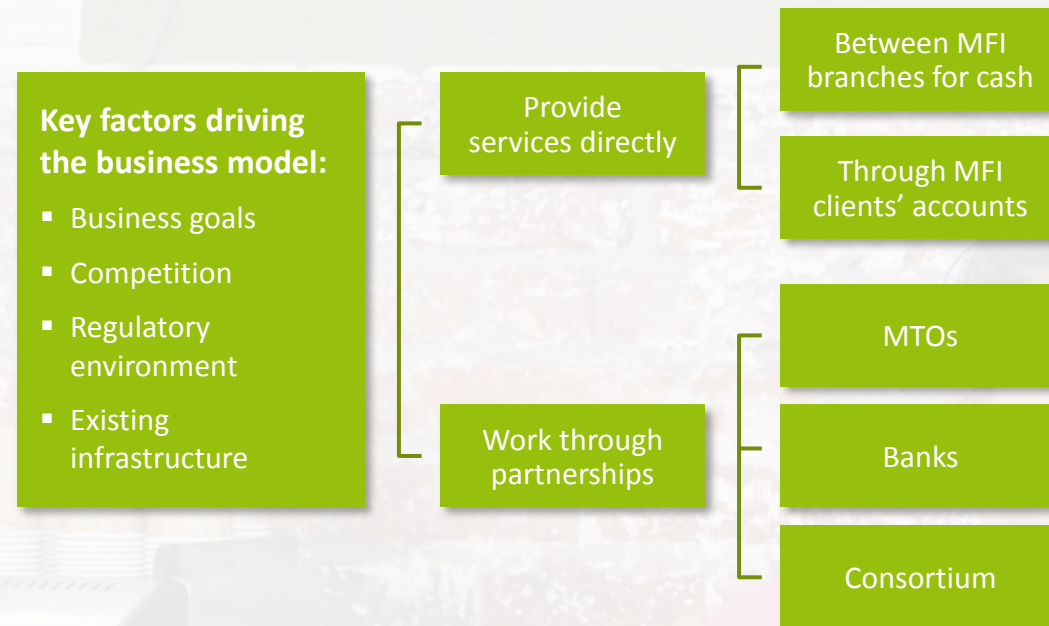 Key factors driving
the business model:
▪ Business goals
▪ Competition
▪ Regulatory
environment
▪ Existing
infrastructure
Provide
services directly
Between MFI
branches for cash
Through MFI
clients’ accounts
Work through
partnerships
MTOs
Banks
Consortium